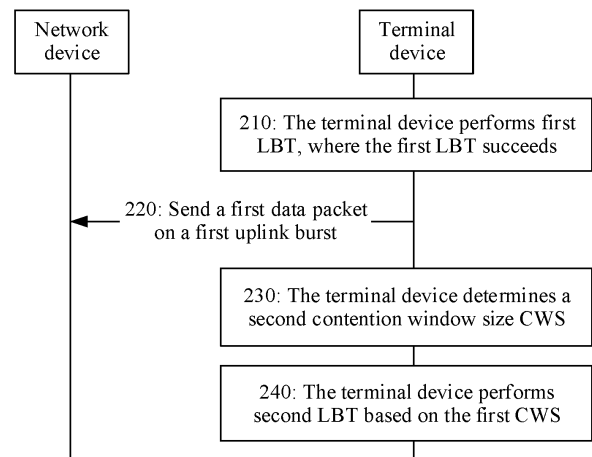 Network
device
Terminal
device
210: The terminal device performs first
LBT, where the first LBT succeeds
220: Send a first data packet
on a first uplink burst
230: The terminal device determines a
second contention window size CWS
240: The terminal device performs
second LBT based on the first CWS